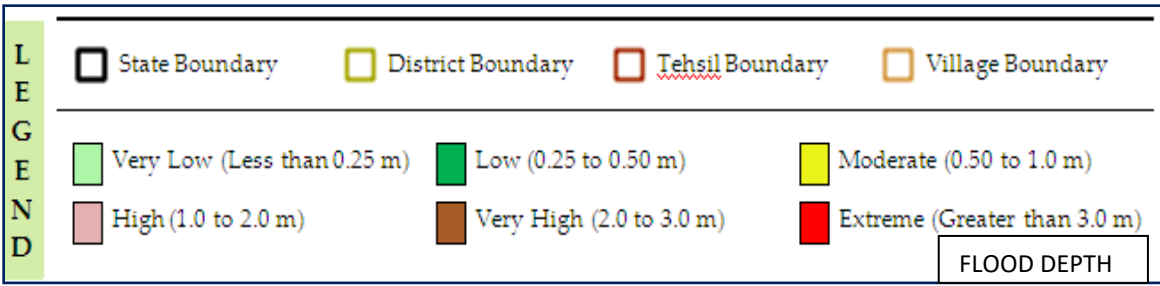 LEGEND
State Boundary District Boundary Tehsil Boundary Village Boundary
Very Low (Less than 0.25 m) Low (0.25 to 0.50 m) Moderate (0.50 to 1.0 m)
High (1.0 to 2.0 m) Very High (2.0 to 3.0 m) Extreme (Greater than 3.0 m)
FLOOD DEPTH